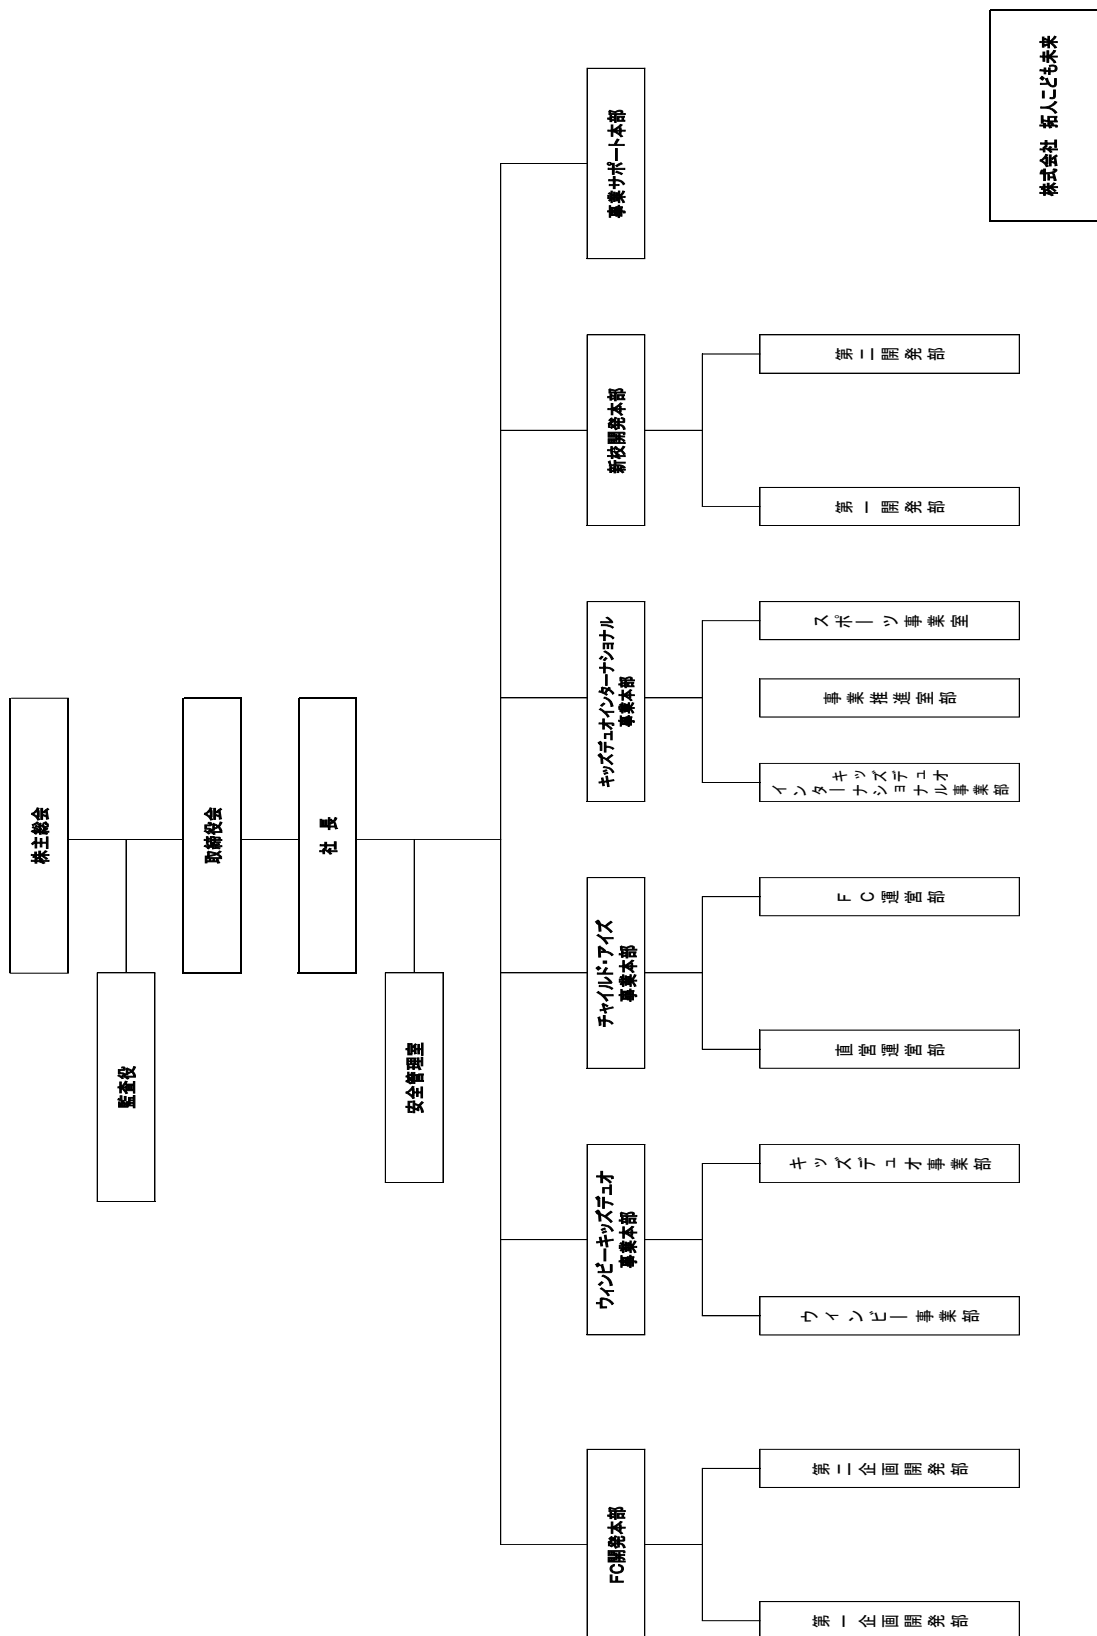 株主総会
監査役
取締役会
社 長
安全管理室
FC開発本部
ウィンビーキッズデュオ
事業本部
チャイルド・アイズ
事業本部
キッズデュオインターナショナル
事業本部
新校開発本部
事業サポート本部
第一企画開発部
第二企画開発部
ウィンビー事業部
キッズデュオ事業部
直営運営部
FC運営部
キッズデュオ
インターナショナル事業部
事業推進室部
スポーツ事業室
第一開発部
第二開発部
株式会社 拓人こども未来